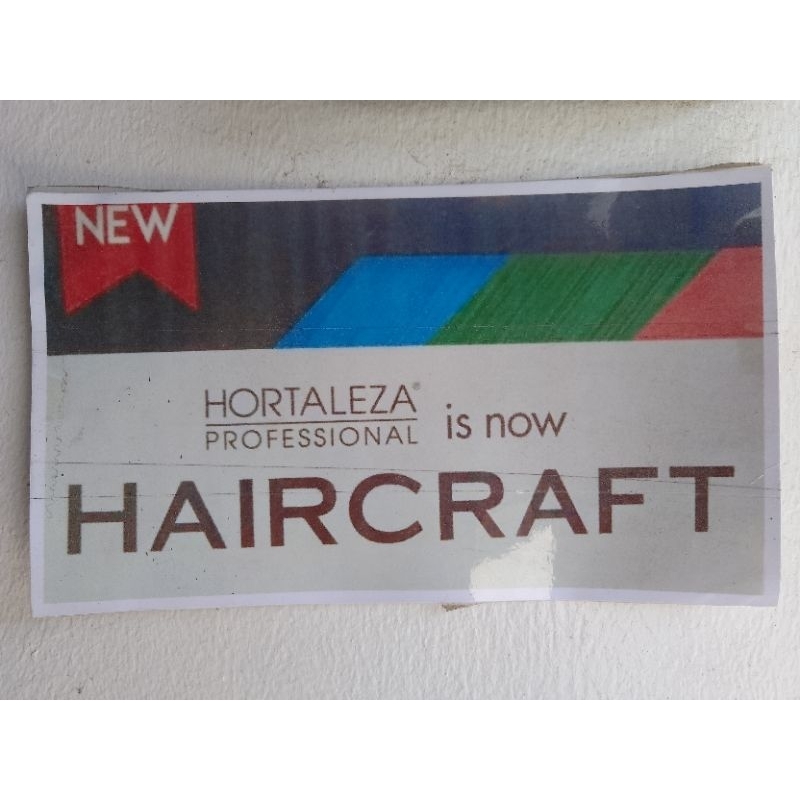 NEW
HORTALEZA® is now
PROFESSIONAL
HAIRCRAFT